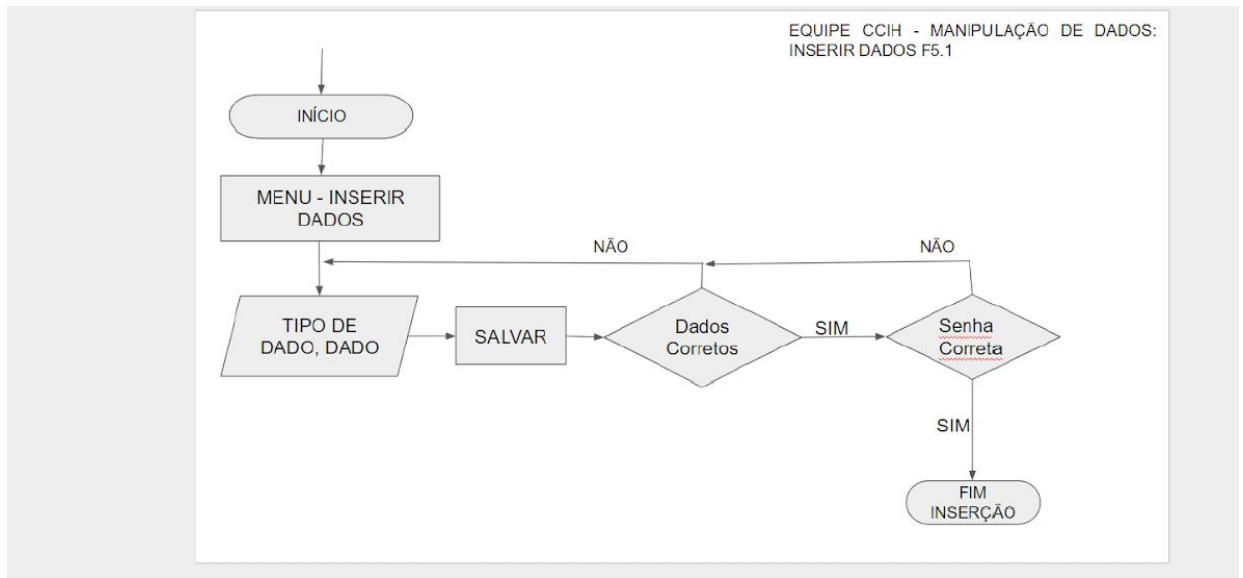 EQUIPE CCIH - MANIPULAÇÃO DE DADOS:
INSERIR DADOS F5.1
INÍCIO
MENU - INSERIR
DADOS
NÃO
NÃO
TIPO DE
DADO, DADO
SALVAR
Dados
Corretos
SIM
Senha
Correta
SIM
FIM
INSERÇÃO